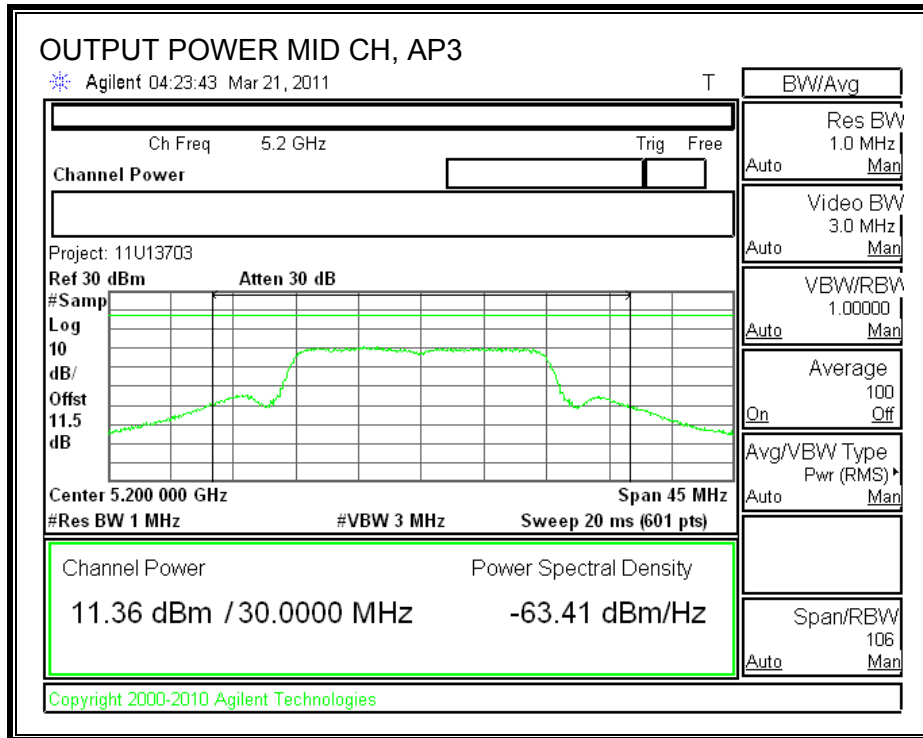 OUTPUT POWER MID CH, AP3
Agilent 04:23:43 Mar 21, 2011 T
Ch Freq 5.2 GHz Trig Free
Channel Power
Project: 11U13703
Ref 30 dBm Atten 30 dB
#Samp
Log
10
dB/
Offst
11.5
dB
Center 5.200 000 GHz Span 45 MHz
#Res BW 1 MHz #VBW 3 MHz Sweep 20 ms (601 pts)
Channel Power Power Spectral Density
11.36 dBm / 30.0000 MHz -63.41 dBm/Hz
Copyright 2000-2010 Agilent Technologies
BW/Avg
Res BW
1.0 MHz
Auto Man
Video BW
3.0 MHz
Auto Man
VBW/RBW
1.00000
Auto Man
Average
100
On Off
Avg/VBW Type
Pwr (RMS)
Auto Man
Span/RBW
106
Auto Man